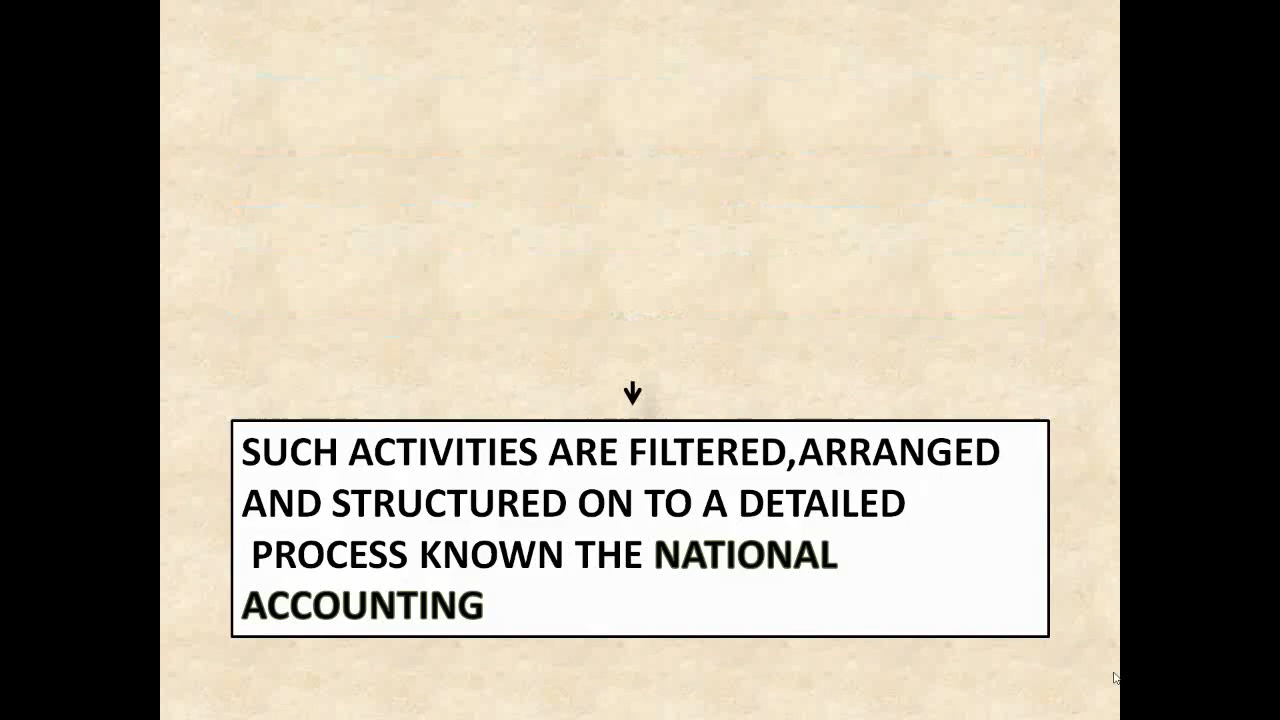 SUCH ACTIVITIES ARE FILTERED,ARRANGED
AND STRUCTURED ON TO A DETAILED
PROCESS KNOWN THE NATIONAL
ACCOUNTING